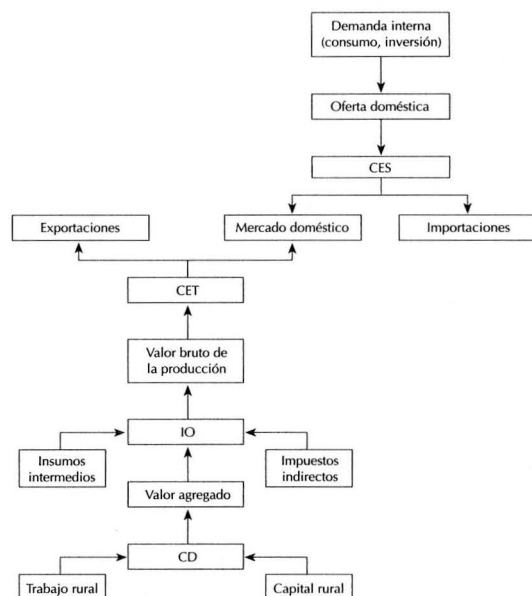 Demanda interna
(consumo, inversión)
Oferta doméstica
CES
Exportaciones
Mercado doméstico
Importaciones
CET
Valor bruto de
la producción
IO
Insumos
intermedios
Impuestos
indirectos
Valor agregado
CD
Trabajo rural
Capital rural